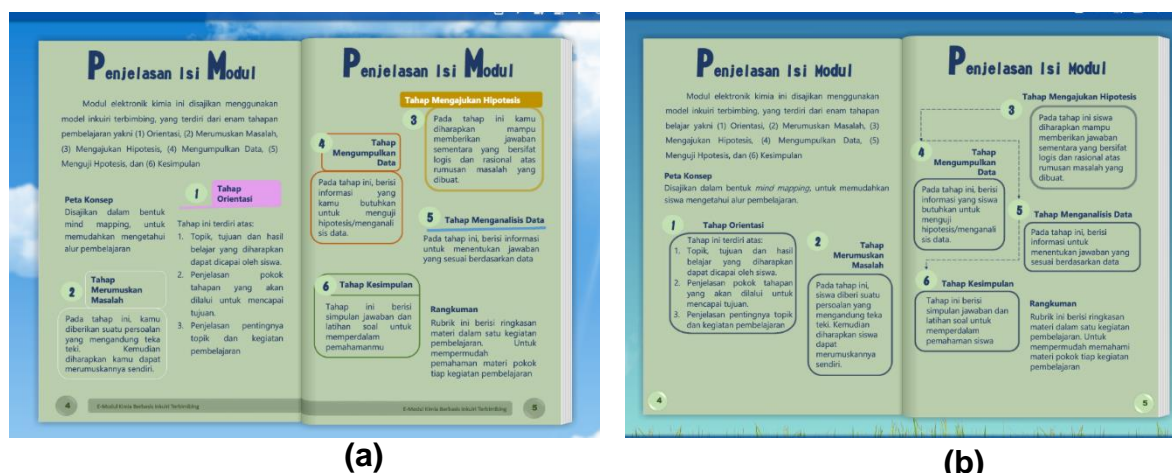 Penjelasan Isi Modul
Modul elektronik kimia ini disajikan menggunakan
model inkuiri terbimbing, yang terdiri dari enam tahapan
pembelajaran yakni (1) Orientasi, (2) Merumuskan Masalah,
(3) Mengajukan Hipotesis, (4) Mengumpulkan Data, (5)
Menguji Hpotesis, dan (6) Kesimpulan
Peta Konsep
Disajikan dalam bentuk
mind mapping, untuk
memudahkan mengetahui
alur pembelajaran
1
Tahap
Orientasi
Tahap ini terdiri atas:
1. Topik, tujuan dan hasil
belajar yang diharapkan
dapat dicapai oleh siswa.
2. Penjelasan pokok
tahapan yang akan
dilalui untuk mencapai
tujuan.
3. Penjelasan pentingnya
topik dan kegiatan
pembelajaran
2
Tahap
Merumuskan
Masalah
Pada tahap ini, kamu
diberikan suatu persoalan
yang mengandung teka
teki. Kemudian
diharapkan kamu dapat
merumuskannya sendiri.
4
E-Modul Kimia Berbasis Inkuiri Terbimbing
Penjelasan Isi Modul
Tahap Mengajukan Hipotasis
3
Pada tahap ini kamu
diharapkan mampu
memberikan jawaban
sementara yang bersifat
logis dan rasional atas
rumusan masalah yang
dibuat.
4
Tahap
Mengumpulkan
Data
Pada tahap ini, berisi
informasi yang
kamu butuhkan
untuk menguji
hipotesis/menganali
sis data.
5
Tahap Menganalisis Data
Pada tahap ini, berisi informasi
untuk menentukan jawaban
yang sesuai berdasarkan data
6
Tahap Kesimpulan
Tahap ini berisi
simpulan jawaban dan
latihan soal untuk
memperdalam
pemahamanmu
Rangkuman
Rubrik ini berisi ringkasan
materi dalam satu kegiatan
pembelajaran. Untuk
mempermudah
pemahaman materi pokok
tiap kegiatan pembelajaran
E-Modul Kimia Berbasis Inkuiri Terbimbing
5
(a)
Penjelasan Isi Modul
Modul elektronik kimia ini disajikan menggunakan
model inkuiri terbimbing, yang terdiri dari enam tahapan
belajar yakni (1) Orientasi, (2) Merumuskan Masalah, (3)
Mengajukan Hipotesis, (4) Mengumpulkan Data, (5)
Menguji Hpotesis, dan (6) Kesimpulan
Peta Konsep
Disajikan dalam bentuk mind mapping, untuk memudahkan
siswa mengetahui alur pembelajaran.
1
Tahap Orientasi
Tahap ini terdiri atas:
1. Topik, tujuan dan hasil
belajar yang diharapkan
dapat dicapai oleh siswa.
2. Penjelasan pokok tahapan
yang akan dilalui untuk
mencapai tujuan.
3. Penjelasan pentingnya topik
dan kegiatan pembelajaran
2
Tahap
Merumuskan
Masalah
Pada tahap ini,
siswa diberi suatu
persoalan yang
mengandung teka
teki. Kemudian
diharapkan siswa
dapat
merumuskannya
sendiri.
4
Penjelasan Isi Modul
Tahap Mengajukan Hipotesis
3
Pada tahap ini siswa
diharapkan mampu
memberikan jawaban
sementara yang bersifat
logis dan rasional atas
rumusan masalah yang
dibuat.
4
Tahap
Mengumpulkan
Data
Pada tahap ini, berisi
informasi yang siswa
butuhkan untuk
menguji
hipotesis/menganali
sis data.
5
Tahap Menganalisis Data
Pada tahap ini, berisi
informasi untuk
menentukan jawaban yang
sesuai berdasarkan data
6
Tahap Kesimpulan
Tahap ini berisi
simpulan jawaban dan
latihan soal untuk
memperdalam
pemahaman siswa
Rangkuman
Rubrik ini berisi ringkasan
materi dalam satu kegiatan
pembelajaran. Untuk
mempermudah memahami
materi pokok tiap kegiatan
pembelajaran
5
(b)